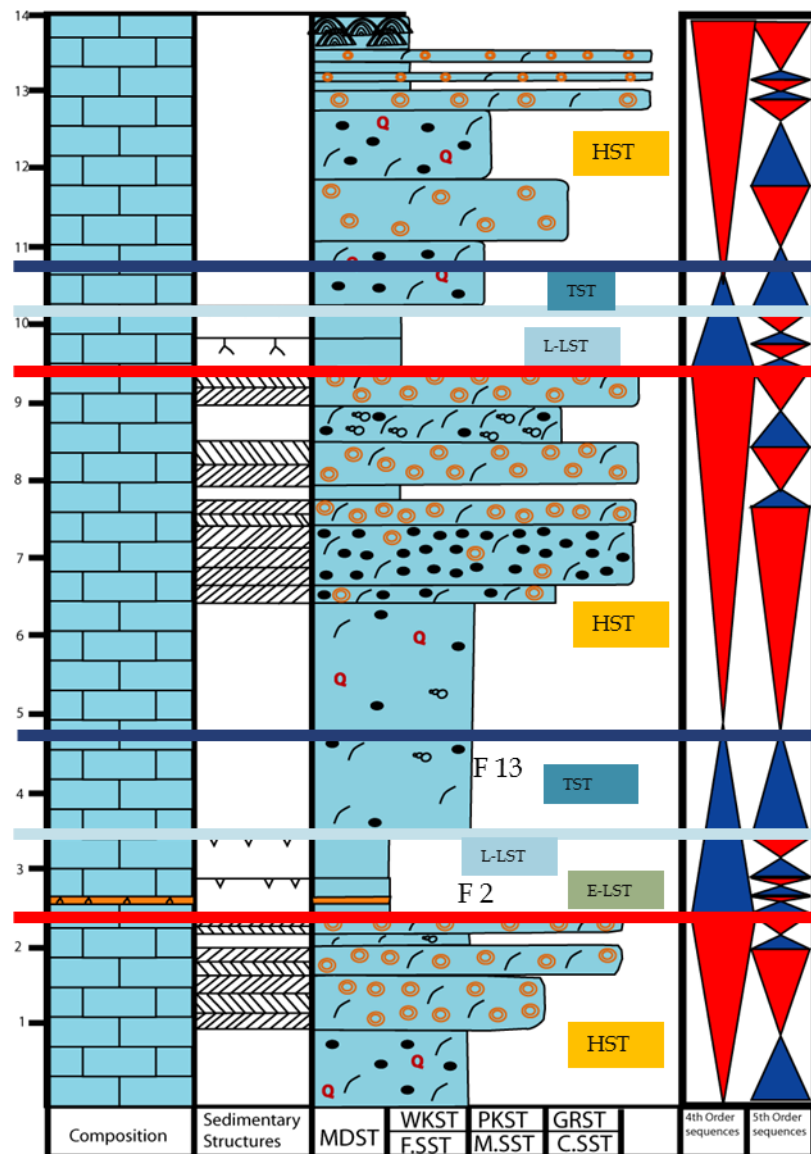 14
13
Q
HST
12
Q
11
Q
TST
10
L-LST
9
8
7
6
Q
HST
Q
5
F 13
TST
4
L-LST
3
F 2
E-LST
2
1
Q
HST
Q
Composition
Sedimentary
Structures
MDST
WKST
PKST
GRST
F.SST
M.SST
C.SST
4th Order
sequences
5th Order
sequences